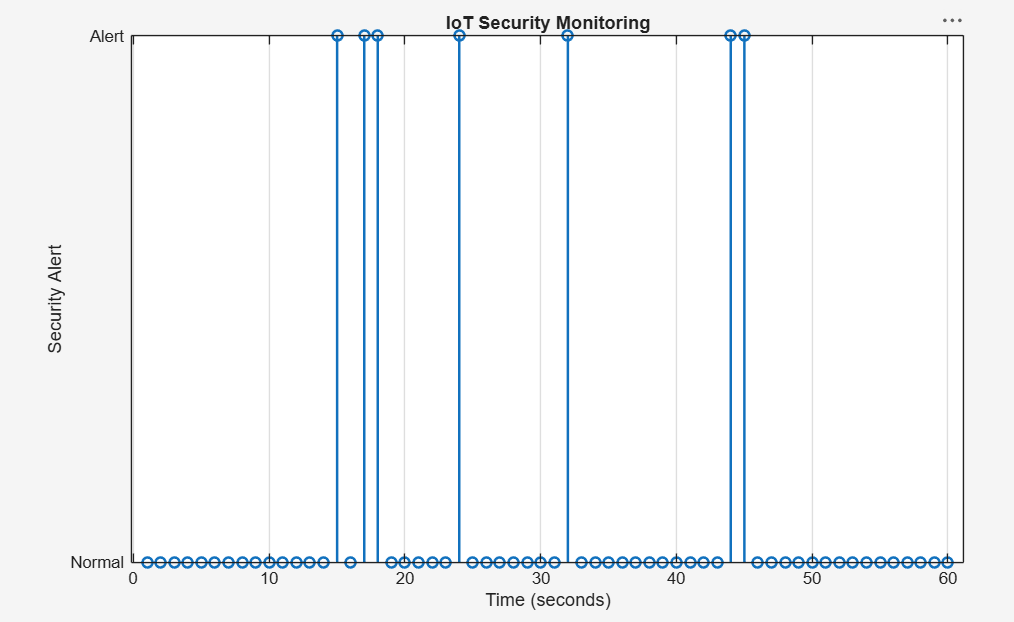 IoT Security Monitoring
Alert
Security Alert
Normal
0 10 20 30 40 50 60
Time (seconds)